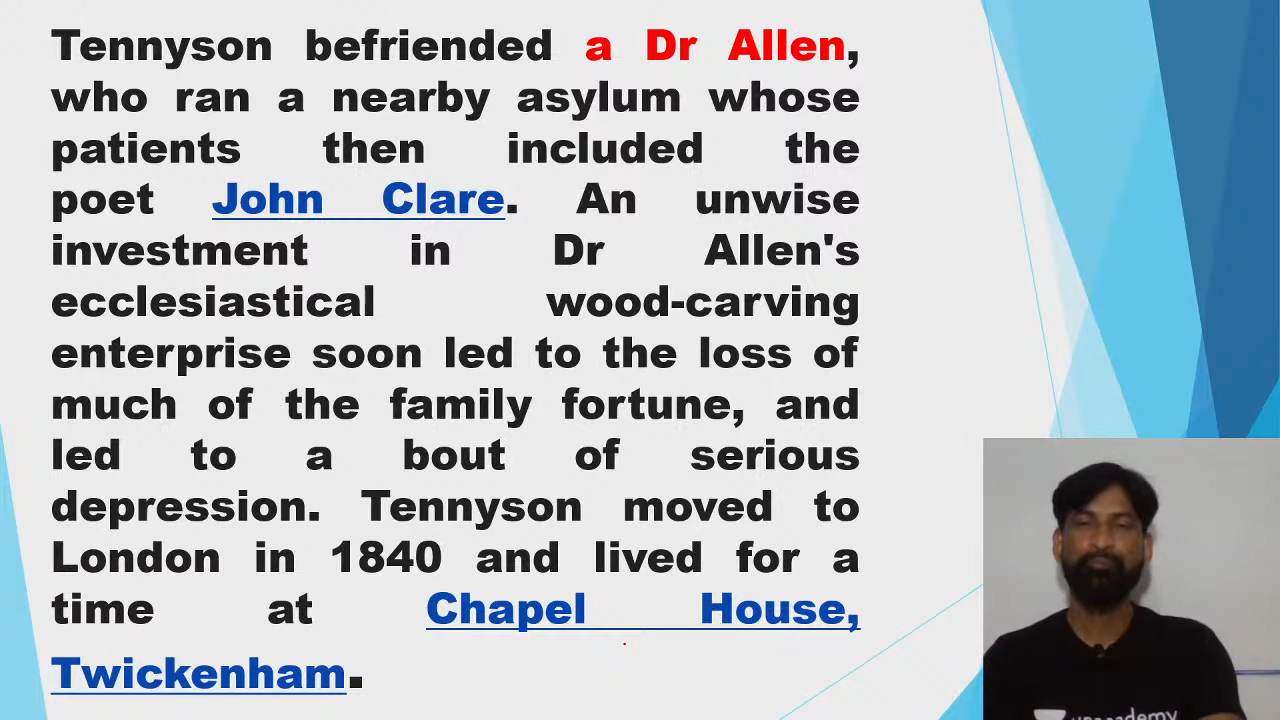 Tennyson befriended a Dr Allen,
who ran a nearby asylum whose
patients then included the
poet John Clare. An unwise
investment in Dr Allen's
ecclesiastical wood-carving
enterprise soon led to the loss of
much of the family fortune, and
led to a bout of serious
depression. Tennyson moved to
London in 1840 and lived for a
time at Chapel House,
Twickenham.
unacademy